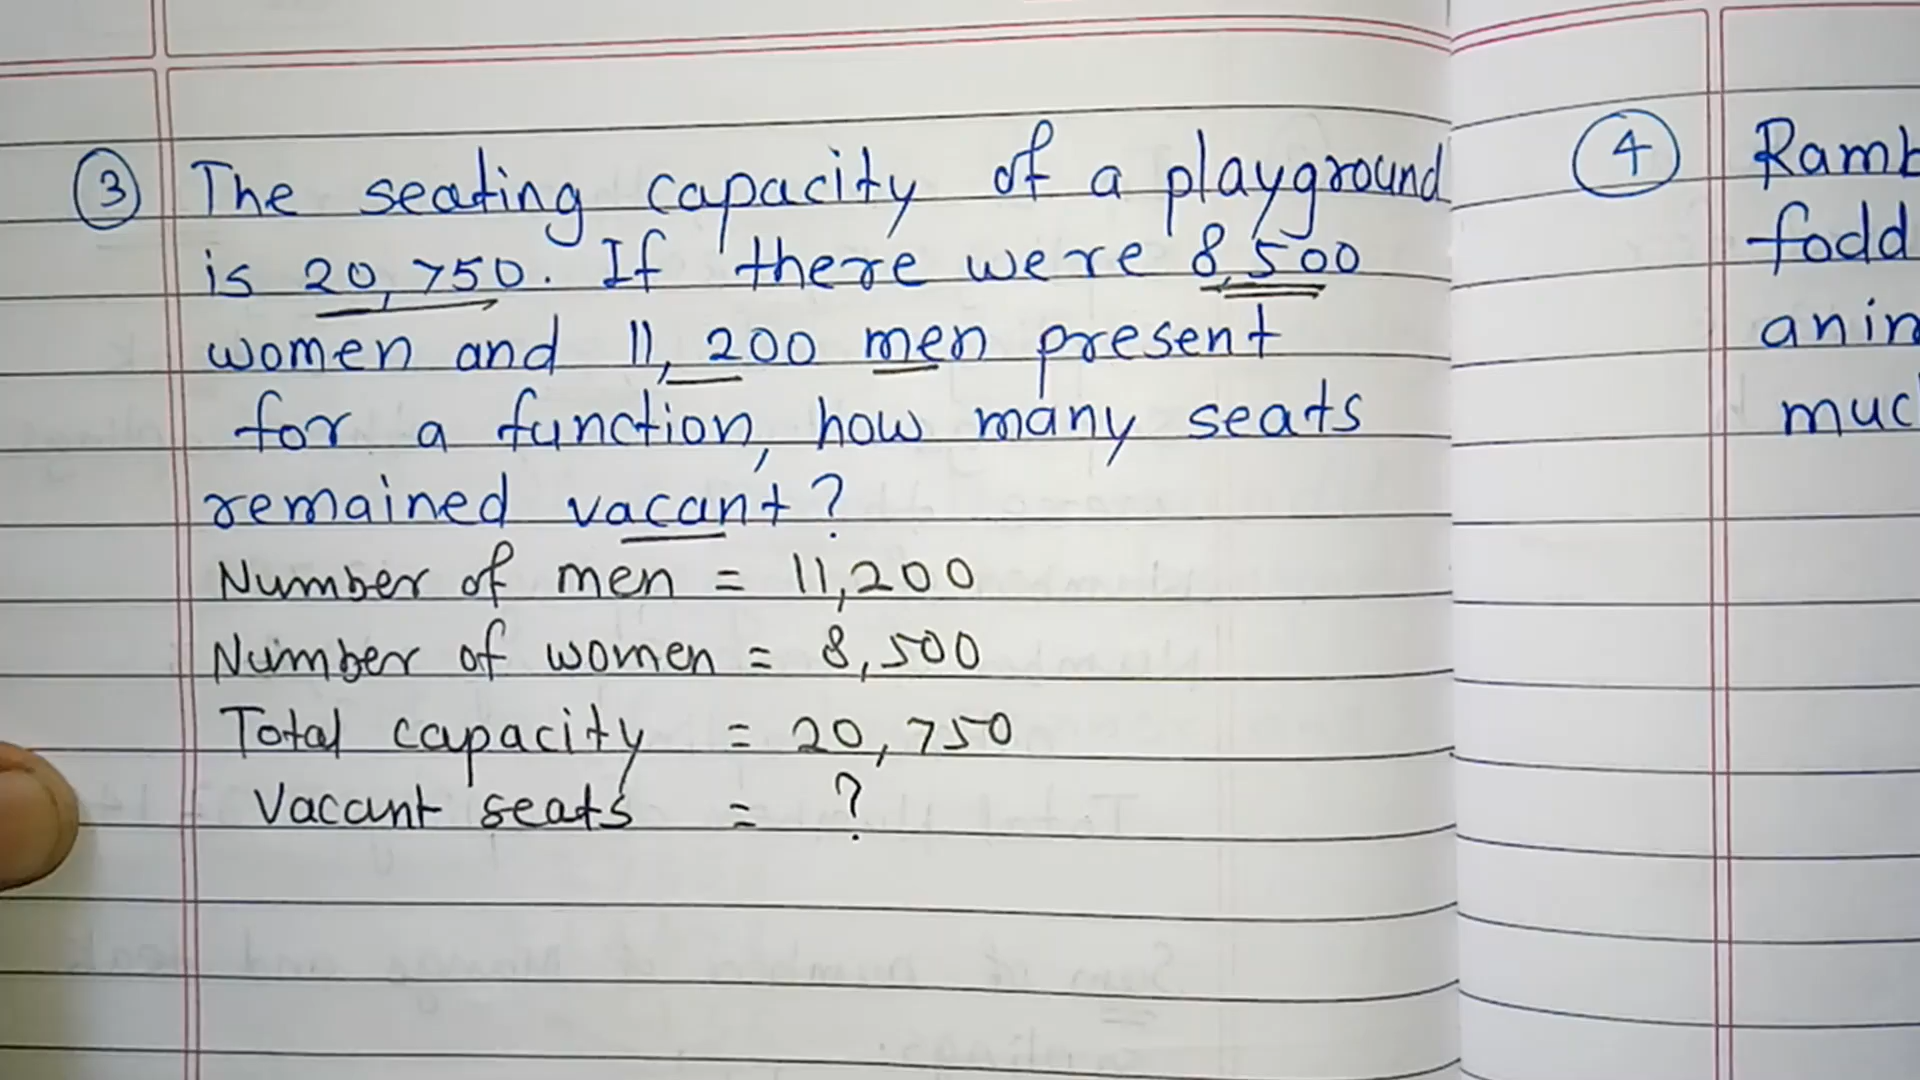 3 The seating capacity of a playground
is 20,750. If there were 8,500
women and 11,200 men present
for a function, how many seats
remained vacant?
Number of men = 11,200
Number of women = 8,500
Total capacity = 20,750
Vacant seats = ?
4